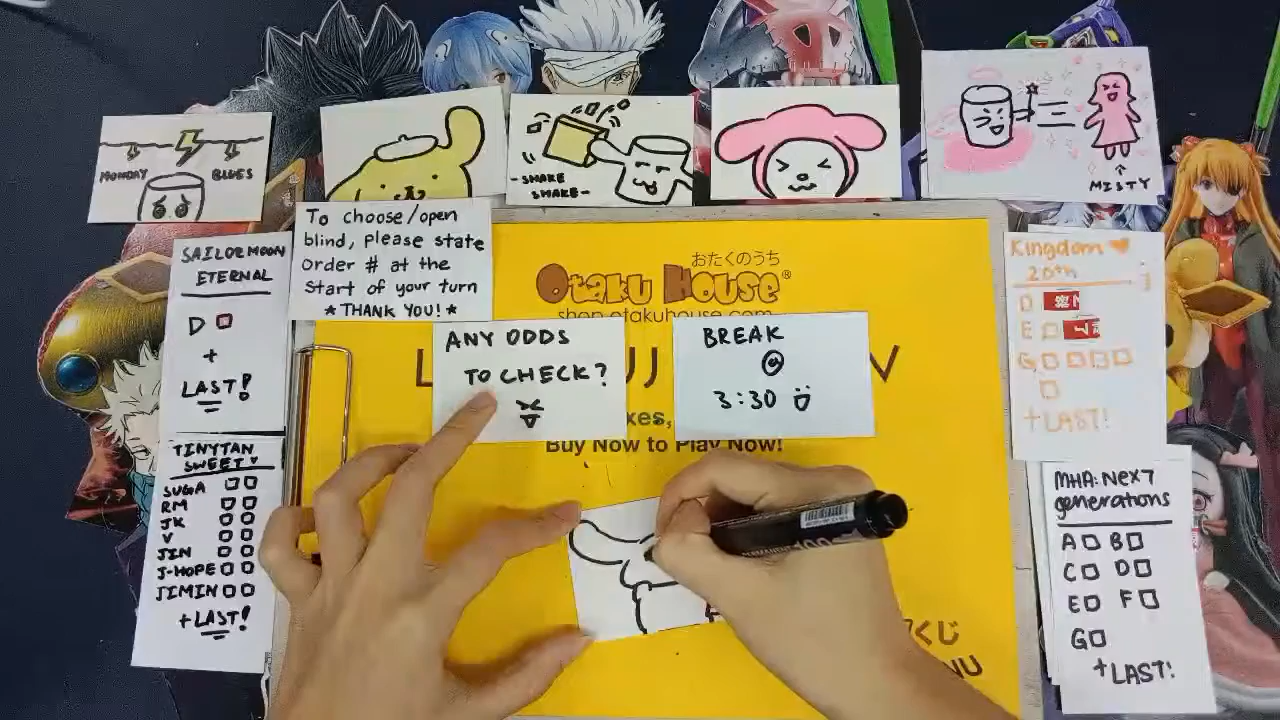 MONDAY BLUES
-SHAKE
SHAKE-
MISTY
To choose/open
blind, please state
order # at the
start of your turn
★THANK YOU!★
SAILORMOON
ETERNAL
D
+
LAST!
TINYTAN
SWEET
SUGA
RM
JK
V
JIN
J-HOPE
JIMIN
+LAST!
おたくのうち
Otaku House®
shop.otakuhouse.com
ANY ODDS
TO CHECK?
BREAK
@
3:30
Buy Now to Play Now!
Kingdom
20th
D
E
G
+LAST!
MHA: Next
generations
A B
C D
E F
G
+LAST!